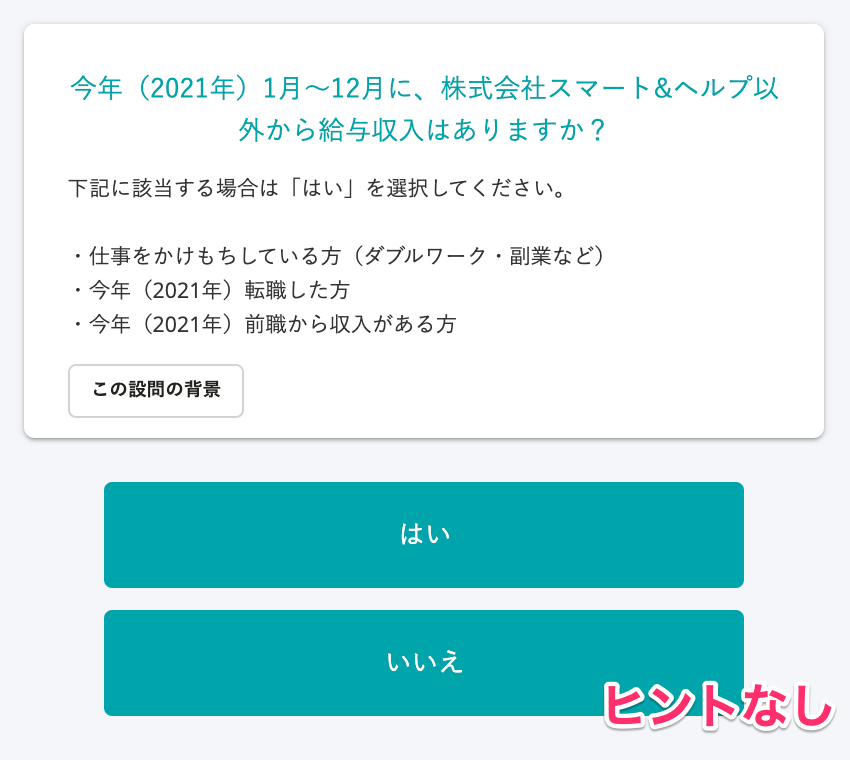 今年（2021年）1月〜12月に、株式会社スマート&ヘルプ以
外から給与収入はありますか？
下記に該当する場合は「はい」を選択してください。
・仕事をかけもちしている方（ダブルワーク・副業など）
・今年（2021年）転職した方
・今年（2021年）前職から収入がある方
この設問の背景
はい
いいえ
ヒントなし